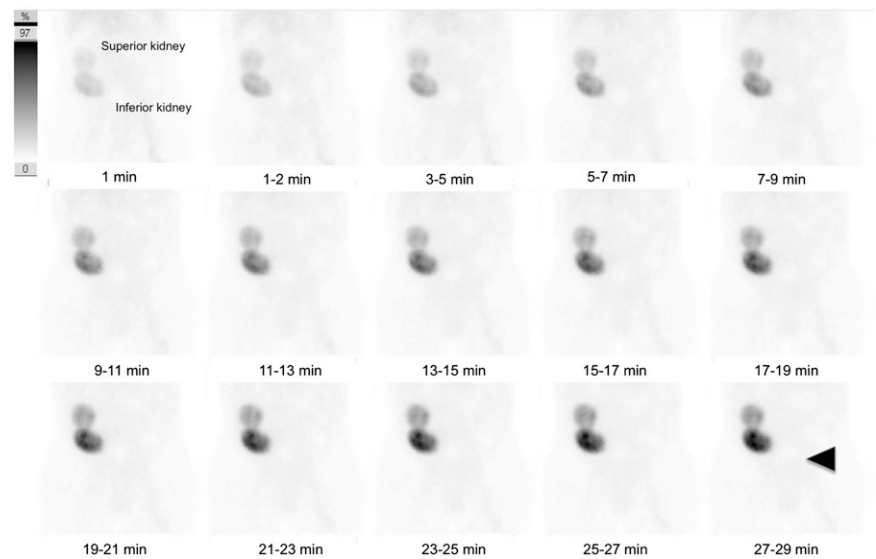 %
97
Superior kidney
Inferior kidney
0
1 min
1-2 min
3-5 min
5-7 min
7-9 min
9-11 min
11-13 min
13-15 min
15-17 min
17-19 min
19-21 min
21-23 min
23-25 min
25-27 min
27-29 min